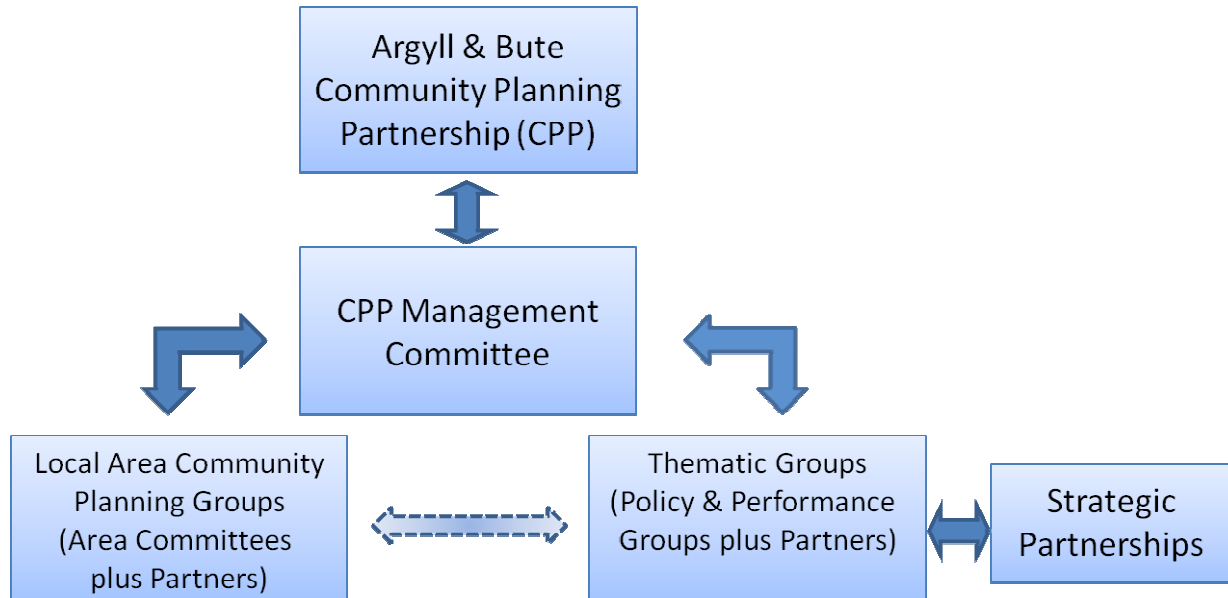 Argyll & Bute
Community Planning
Partnership (CPP)
CPP Management
Committee
Local Area Community
Planning Groups
(Area Committees
plus Partners)
Thematic Groups
(Policy & Performance
Groups plus Partners)
Strategic
Partnerships